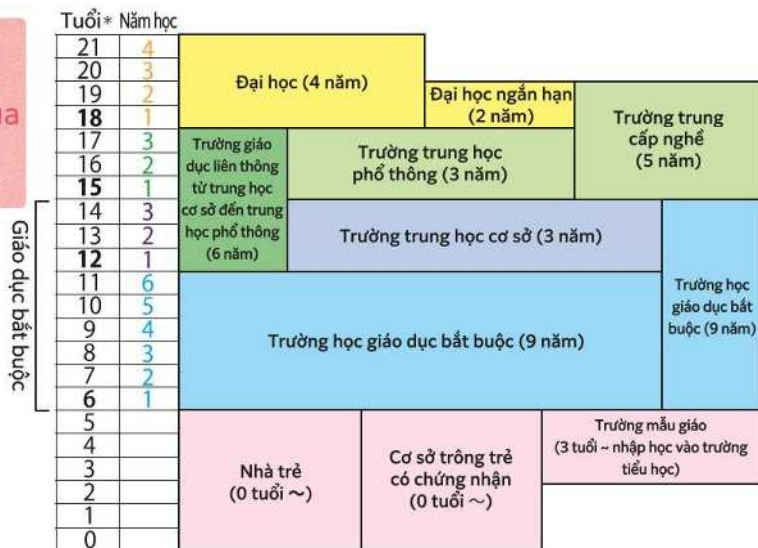 Tuổi* Năm học
21 4
20 3
19 2
18 1
17 3
16 2
15 1
14 3
13 2
12 1
11 6
10 5
9 4
8 3
7 2
6 1
5
4
3
2
1
0
Giáo dục bắt buộc
Đại học (4 năm)
Đại học ngắn hạn
(2 năm)
Trường trung
cấp nghề
(5 năm)
Trường giáo
dục liên thông
từ trung học
cơ sở đến trung
học phổ thông
(6 năm)
Trường trung học
phổ thông (3 năm)
Trường trung học cơ sở (3 năm)
Trường học
giáo dục bắt
buộc (9 năm)
Trường học giáo dục bắt buộc (9 năm)
Nhà trẻ
(0 tuổi ~)
Cơ sở trông trẻ
có chứng nhận
(0 tuổi ~)
Trường mẫu giáo
(3 tuổi ~ nhập học vào trường
tiểu học)